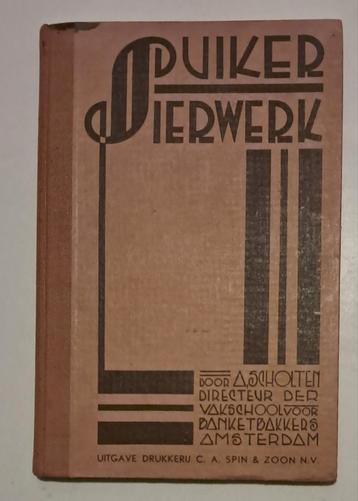 SUIKER
SIERWERK
DOOR A. SCHOLTEN
DIRECTEUR DER
VAKSCHOOL VOOR
BANKETBAKKERS
AMSTERDAM
UITGAVE DRUKKERIJ C. A. SPIN & ZOON N.V.